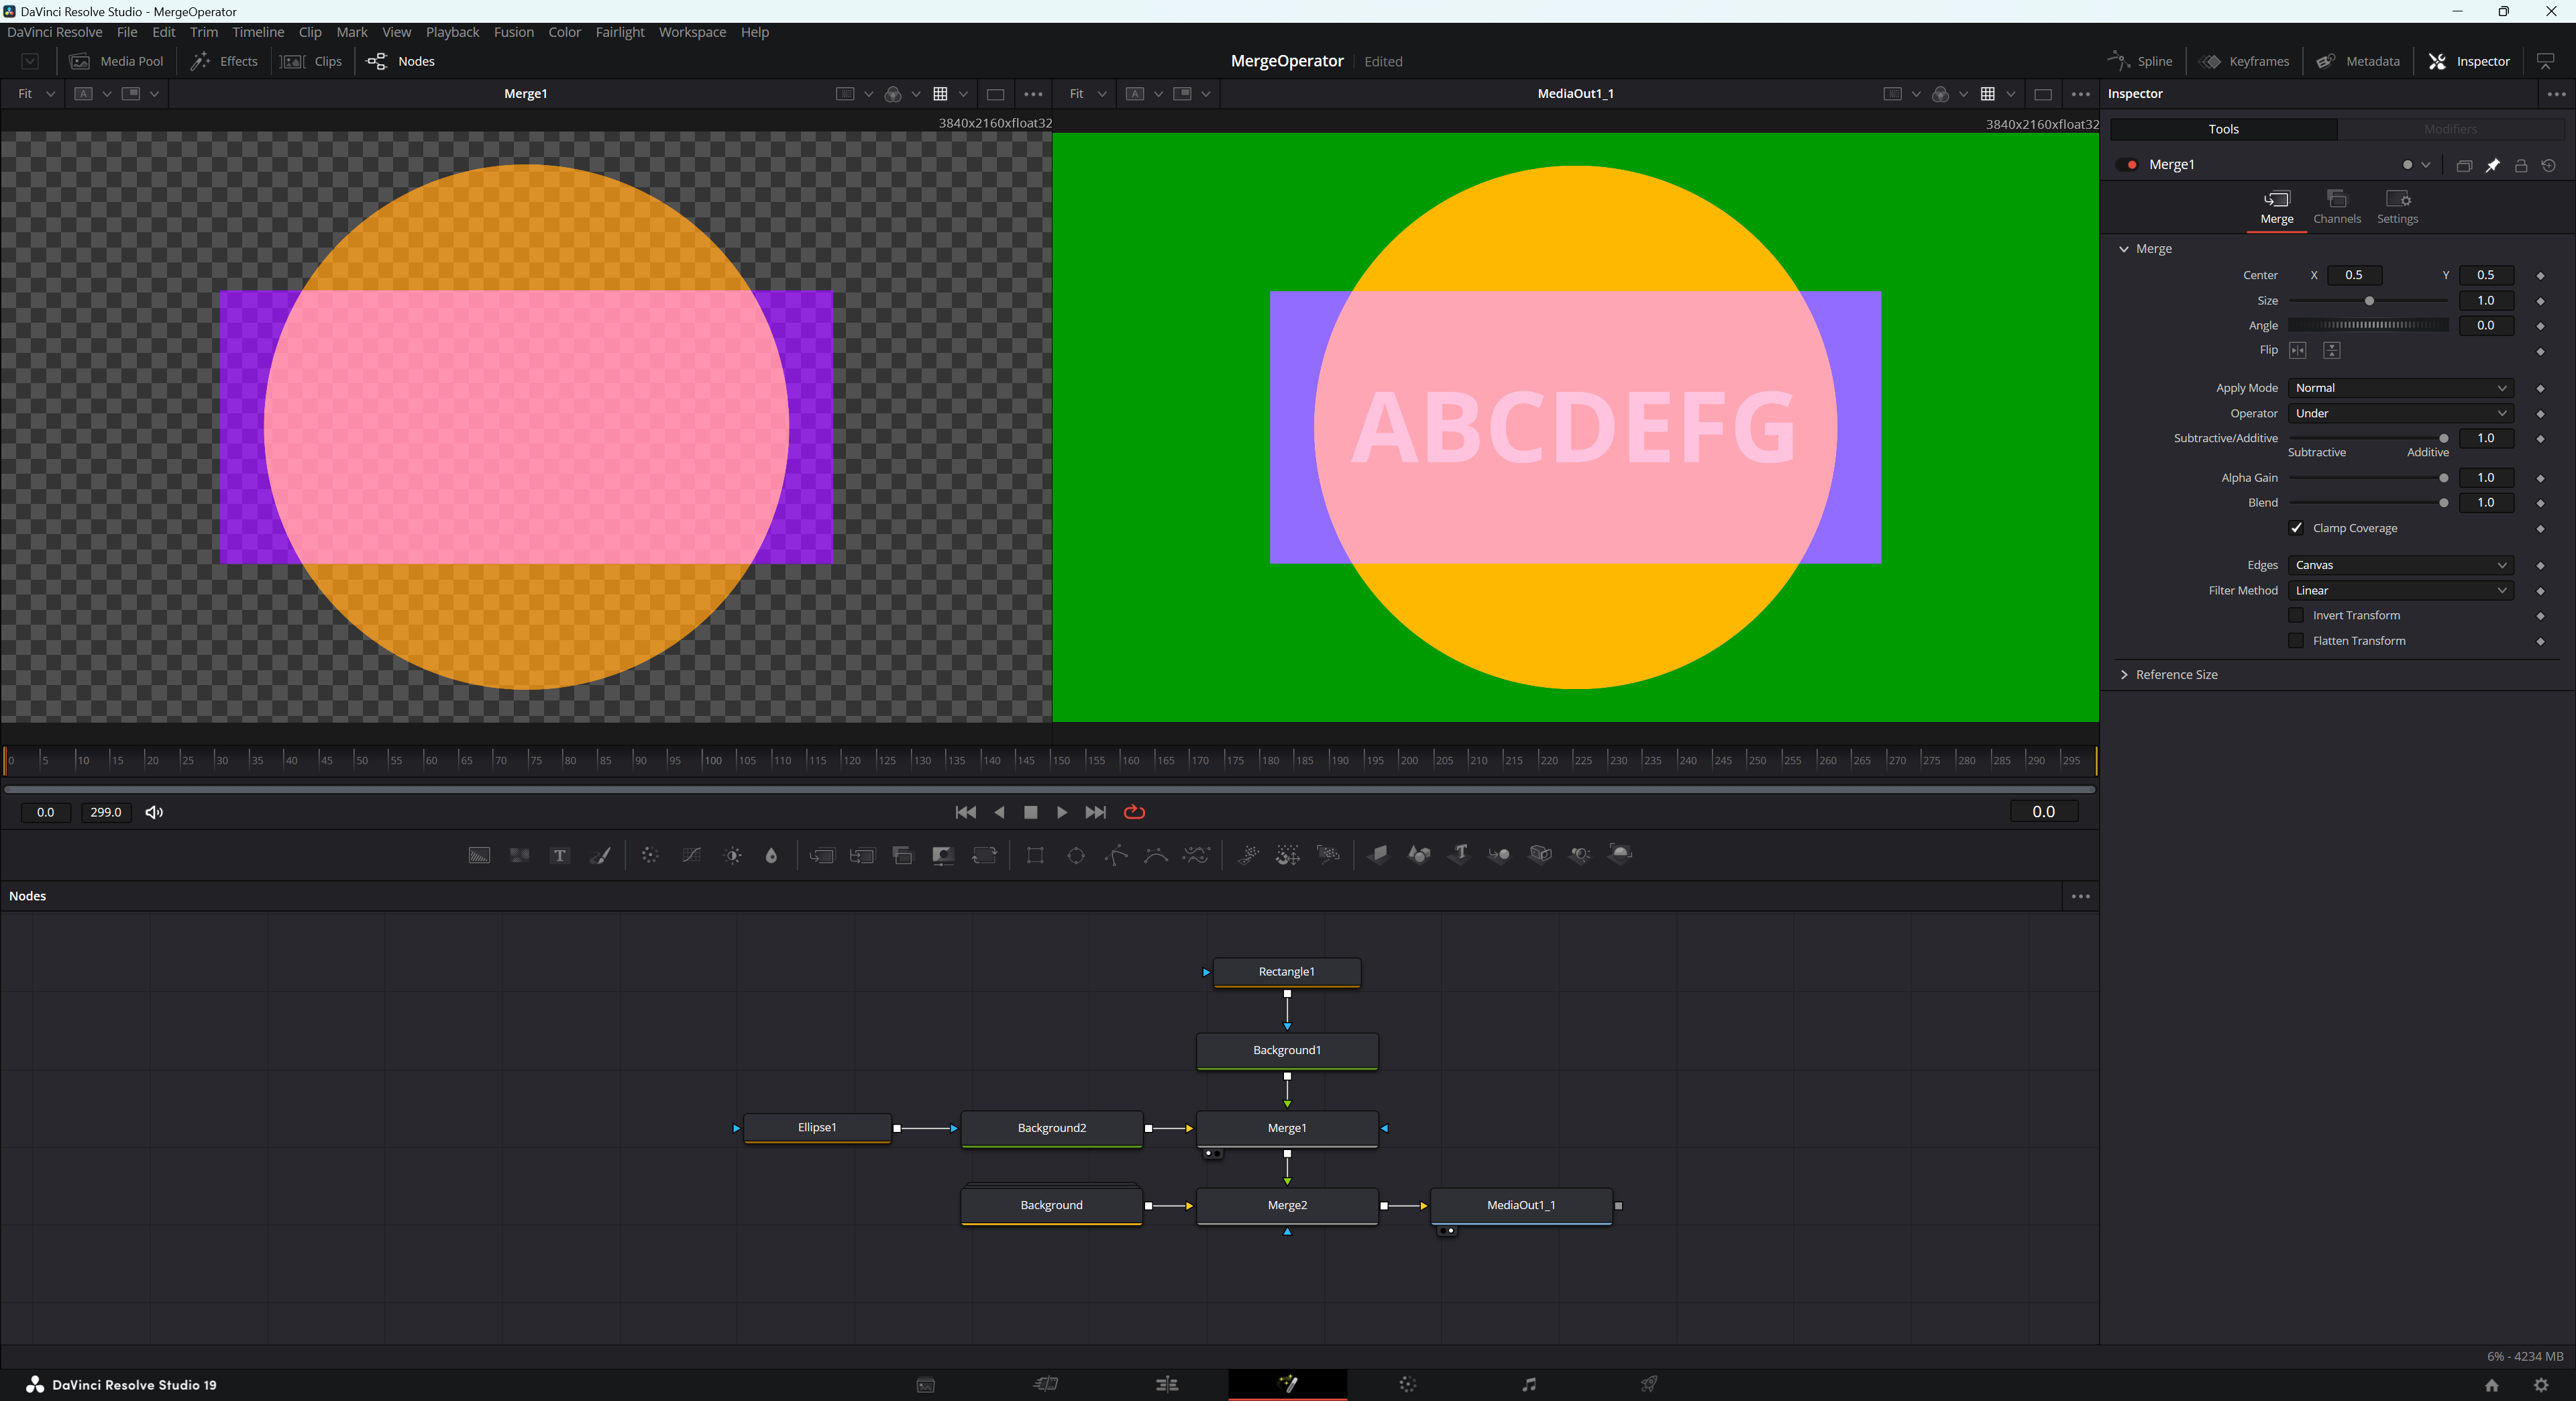 DaVinci Resolve Studio - MergeOperator
DaVinci Resolve File Edit Trim Timeline Clip Mark View Playback Fusion Color Fairlight Workspace Help
Media Pool Effects Clips Nodes MergeOperator Edited Spline Keyframes Metadata Inspector
Fit A Merge1 Fit A MediaOut1_1 Inspector
3840x2160xfloat32 3840x2160xfloat32
Tools Modifiers
Merge1
Merge Channels Settings
Merge
Center X 0.5 Y 0.5
Size 1.0
Angle 0.0
Flip
Apply Mode Normal
Operator Under
Subtractive/Additive 1.0
Subtractive Additive
Alpha Gain 1.0
Blend 1.0
Clamp Coverage
Edges Canvas
Filter Method Linear
Invert Transform
Flatten Transform
Reference Size
ABCDEFG
0 5 10 15 20 25 30 35 40 45 50 55 60 65 70 75 80 85 90 95 100 105 110 115 120 125 130 135 140 145 150 155 160 165 170 175 180 185 190 195 200 205 210 215 220 225 230 235 240 245 250 255 260 265 270 275 280 285 290 295
0.0 299.0 0.0
T T
Nodes
Rectangle1
Background1
Ellipse1 Background2 Merge1
Background Merge2 MediaOut1_1
6% - 4234 MB
DaVinci Resolve Studio 19